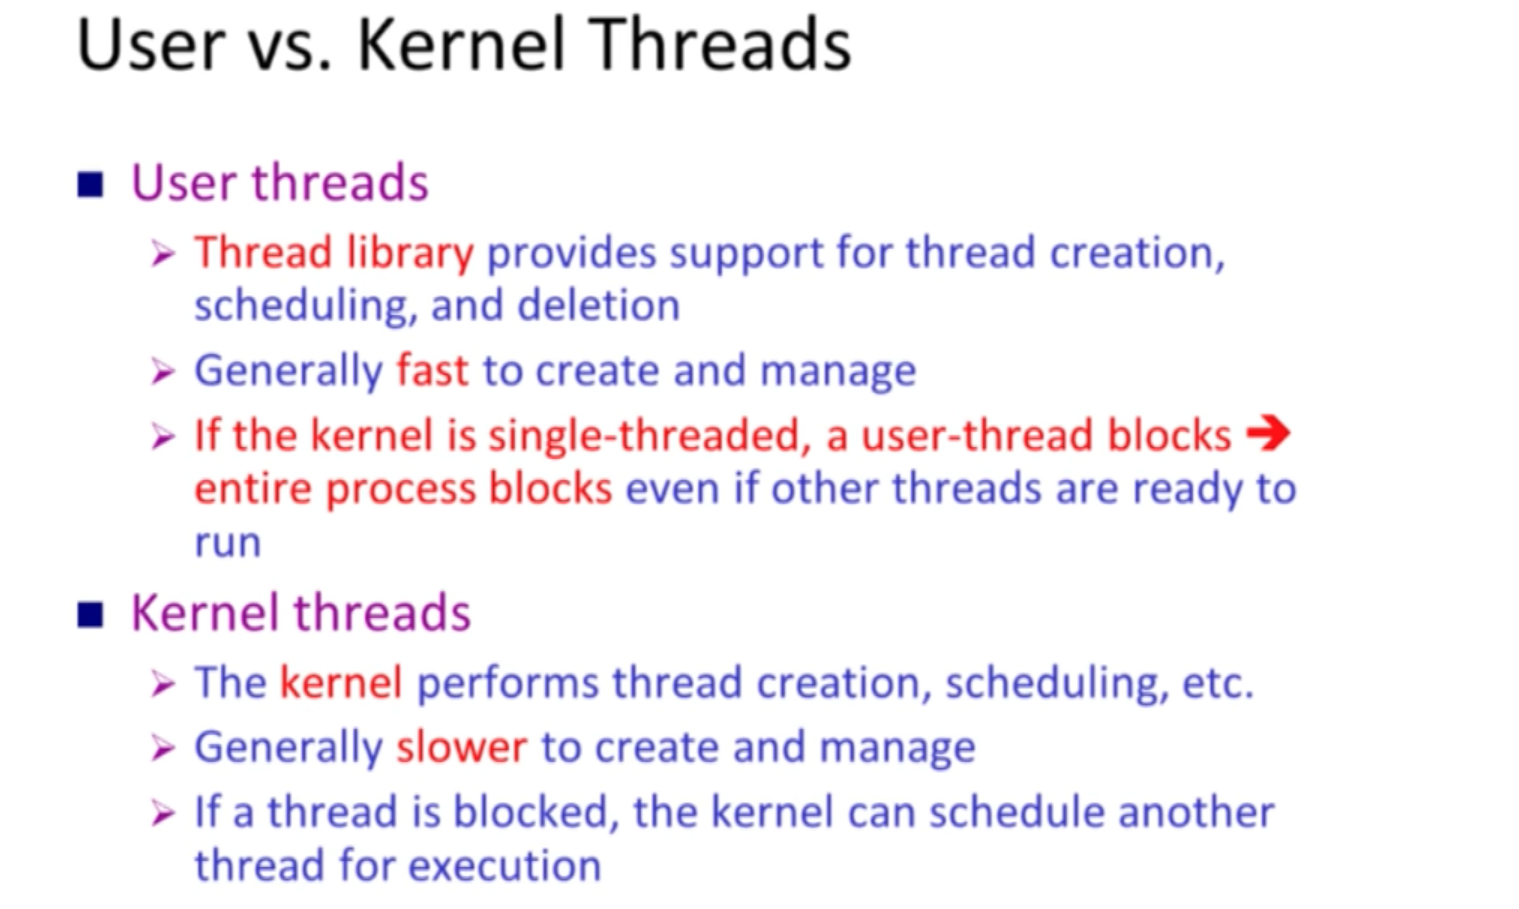 User vs. Kernel Threads
■ User threads
➢ Thread library provides support for thread creation,
scheduling, and deletion
➢ Generally fast to create and manage
➢ If the kernel is single-threaded, a user-thread blocks ➔
entire process blocks even if other threads are ready to
run
■ Kernel threads
➢ The kernel performs thread creation, scheduling, etc.
➢ Generally slower to create and manage
➢ If a thread is blocked, the kernel can schedule another
thread for execution